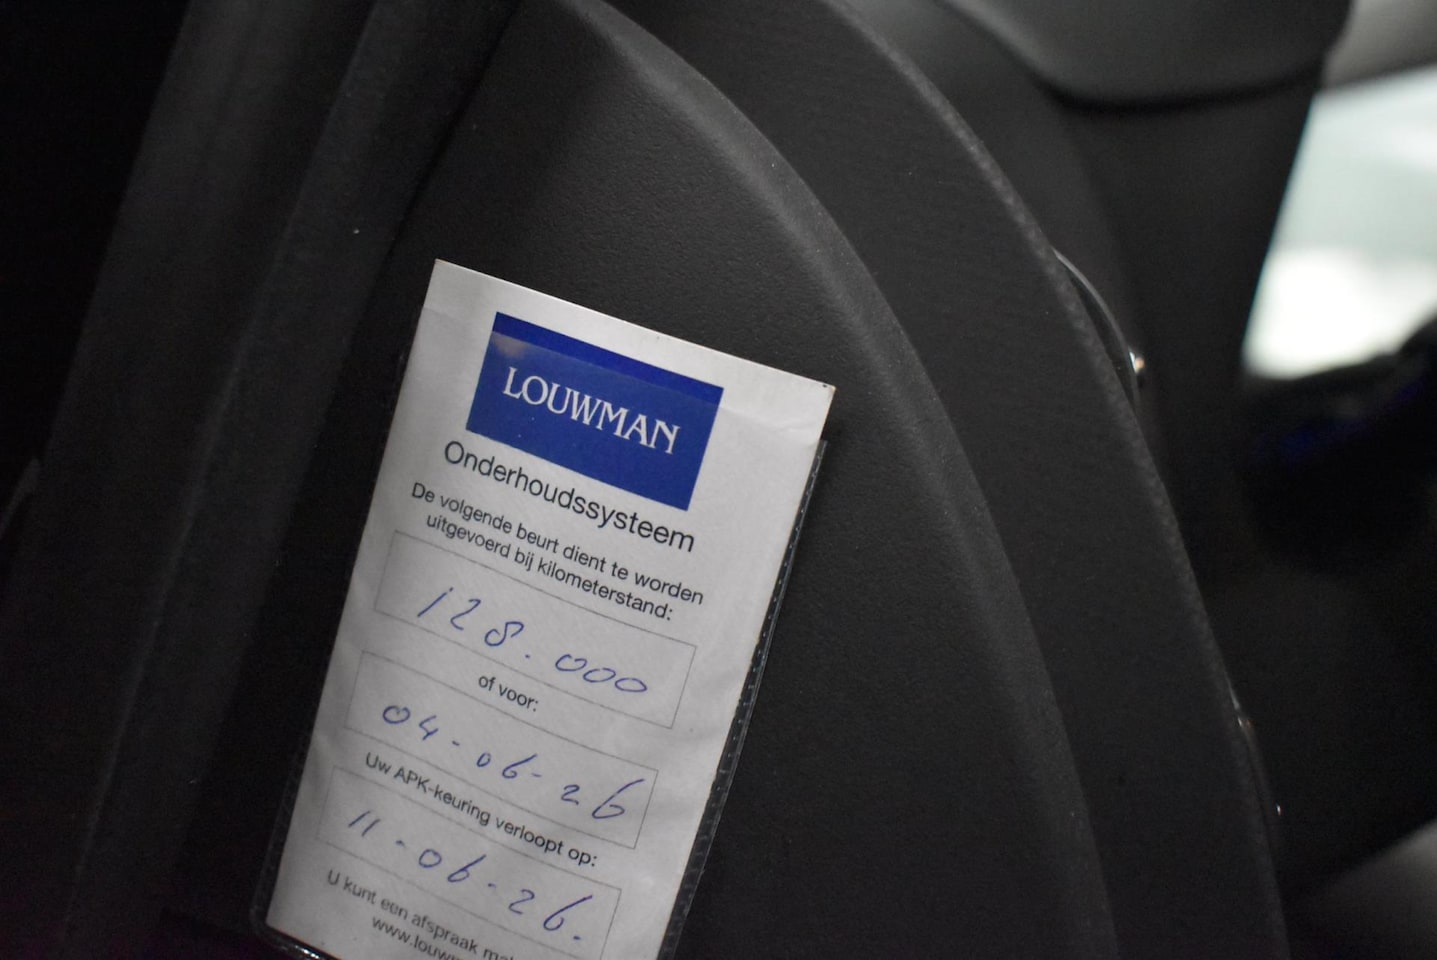 LOUWMAN
Onderhoudssysteem
De volgende beurt dient te worden
uitgevoerd bij kilometerstand:
128.000
of voor:
04-06-26
Uw APK-keuring verloopt op:
11-06-26.
U kunt een afspraak